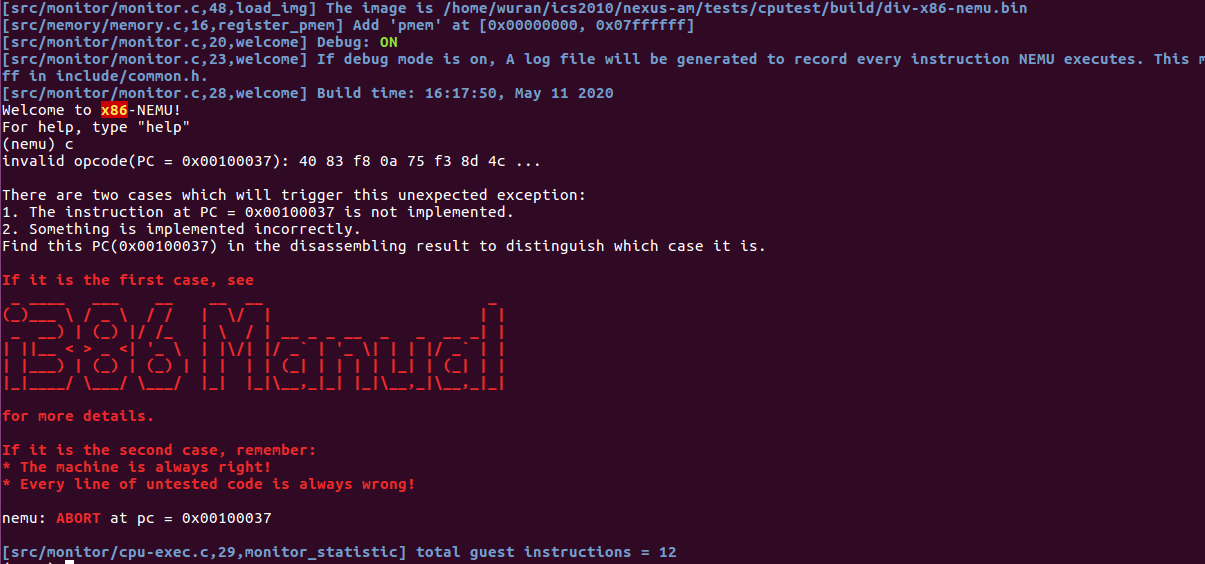 [src/monitor/monitor.c,48,load_img] The image is /home/wuran/ics2010/nexus-am/tests/cputest/build/div-x86-nemu.bin
[src/memory/memory.c,16,register_pmem] Add 'pmem' at [0x00000000, 0x07ffffff]
[src/monitor/monitor.c,20,welcome] Debug: ON
[src/monitor/monitor.c,23,welcome] If debug mode is on, A log file will be generated to record every instruction NEMU executes. This m
ff in include/common.h.
[src/monitor/monitor.c,28,welcome] Build time: 16:17:50, May 11 2020
Welcome to x86-NEMU!
For help, type "help"
(nemu) c
invalid opcode(PC = 0x00100037): 40 83 f8 0a 75 f3 8d 4c ...
There are two cases which will trigger this unexpected exception:
1. The instruction at PC = 0x00100037 is not implemented.
2. Something is implemented incorrectly.
Find this PC(0x00100037) in the disassembling result to distinguish which case it is.
If it is the first case, see
i386 Manual
for more details.
If it is the second case, remember:
* The machine is always right!
* Every line of untested code is always wrong!
nemu: ABORT at pc = 0x00100037
[src/monitor/cpu-exec.c,29,monitor_statistic] total guest instructions = 12